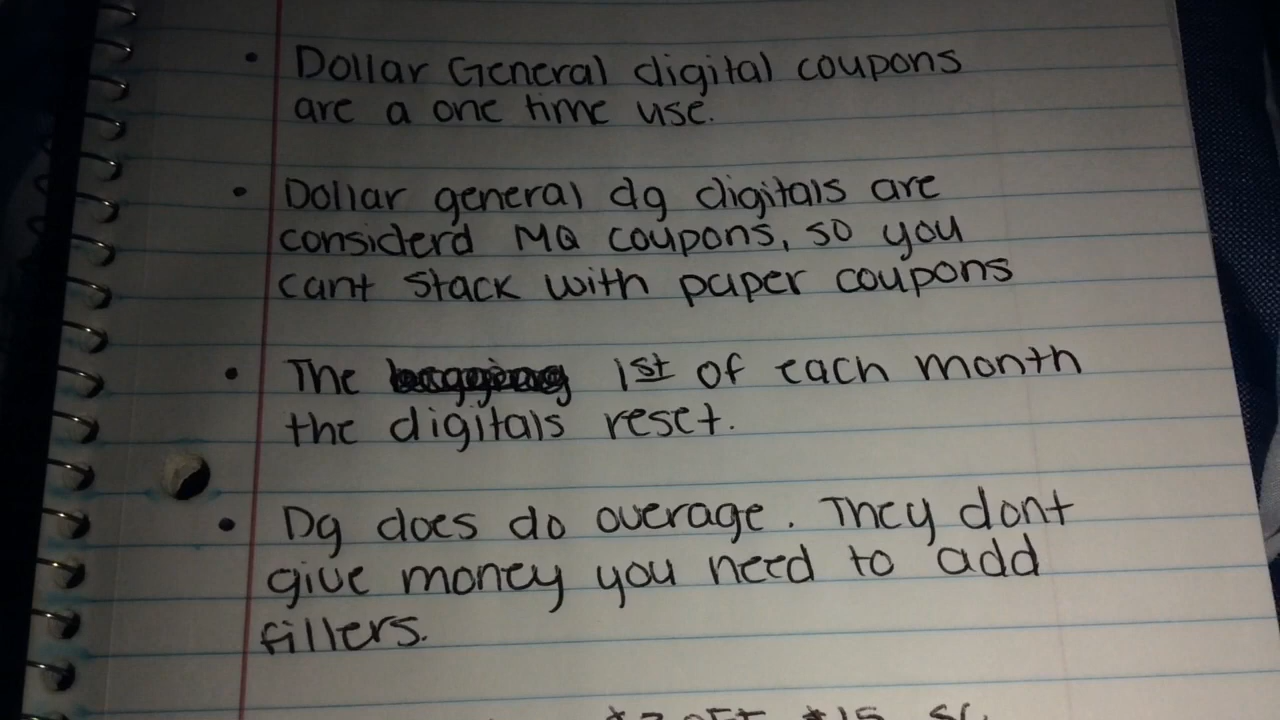 • Dollar General digital coupons
are a one time use.
• Dollar general dg digitals are
considerd MQ coupons, so you
cant stack with paper coupons
• The 1st of each month
the digitals reset.
• Dg does do overage. They dont
give money you need to add
fillers.